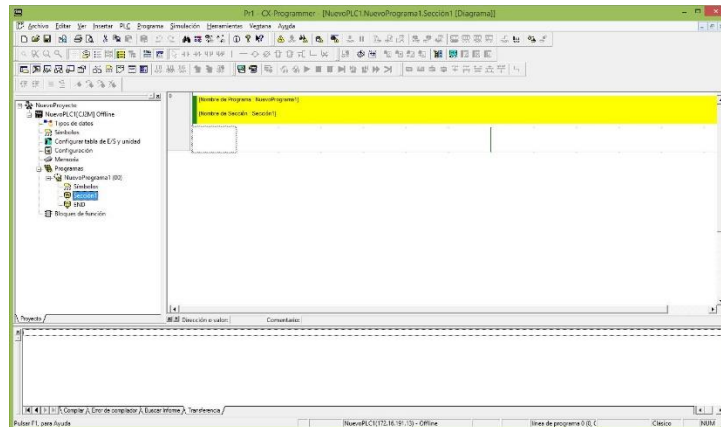 Pr1 - CX-Programmer - [NuevoPLC1.NuevoPrograma1.Sección1 [Diagrama]]
Archivo Editar Ver Insertar PLC Programa Simulación Herramientas Ventana Ayuda
NuevoProyecto
NuevoPLC1[CJ2M] Offline
Tipos de datos
Símbolos
Configurar tabla de E/S y unidad
Configuración
Memoria
Programas
NuevoPrograma1 (00)
Símbolos
Sección1
END
Bloques de función
Proyecto
0
[Nombre de Programa : NuevoPrograma1]
[Nombre de Sección : Sección1]
Dirección o valor:
Comentario:
Compilar
Error de compilador
Buscar Informe
Transferencia
Pulsar F1, para Ayuda
NuevoPLC1(172.16.191.13) - Offline
línea de programa 0 (0,
Clásico
NUM